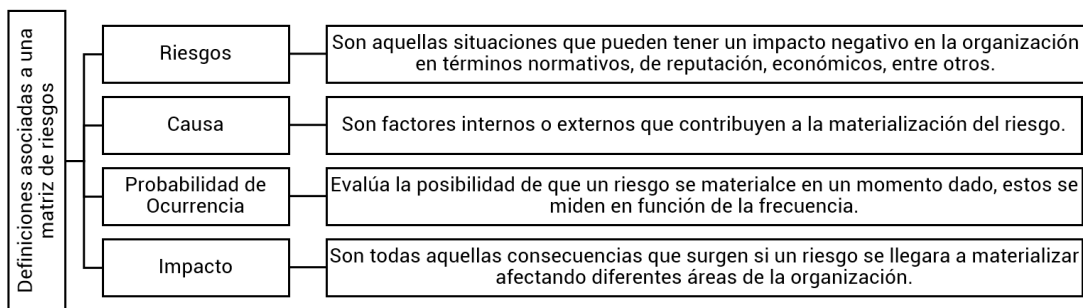 Definiciones asociadas a una
matriz de riesgos
Riesgos
Son aquellas situaciones que pueden tener un impacto negativo en la organización
en términos normativos, de reputación, económicos, entre otros.
Causa
Son factores internos o externos que contribuyen a la materialización del riesgo.
Probabilidad de
Ocurrencia
Evalúa la posibilidad de que un riesgo se materialce en un momento dado, estos se
miden en función de la frecuencia.
Impacto
Son todas aquellas consecuencias que surgen si un riesgo se llegara a materializar
afectando diferentes áreas de la organización.